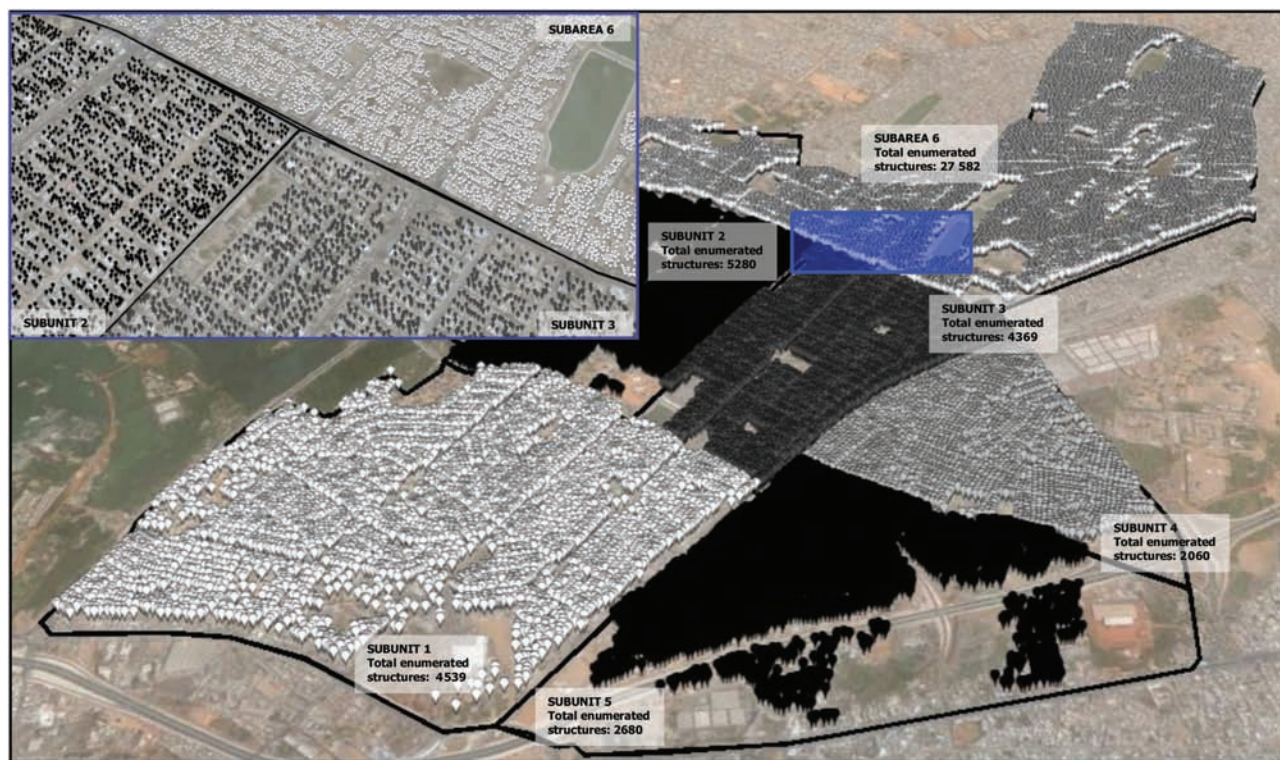 SUBAREA 6
SUBUNIT 2
SUBUNIT 3
SUBAREA 6
Total enumerated
structures: 27 582
SUBUNIT 2
Total enumerated
structures: 5280
SUBUNIT 3
Total enumerated
structures: 4369
SUBUNIT 4
Total enumerated
structures: 2060
SUBUNIT 1
Total enumerated
structures: 4539
SUBUNIT 5
Total enumerated
structures: 2680